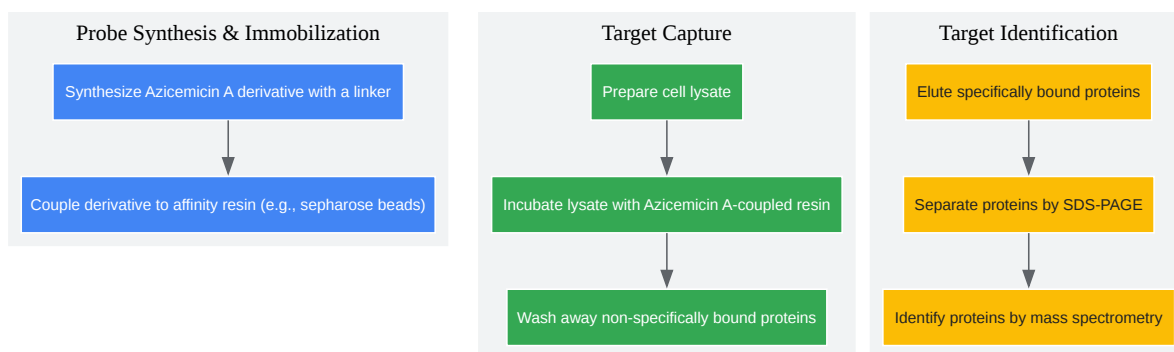 Probe Synthesis & Immobilization
Synthesize Azicemicin A derivative with a linker
Couple derivative to affinity resin (e.g., sepharose beads)
Target Capture
Prepare cell lysate
Incubate lysate with Azicemicin A-coupled resin
Wash away non-specifically bound proteins
Target Identification
Elute specifically bound proteins
Separate proteins by SDS-PAGE
Identify proteins by mass spectrometry